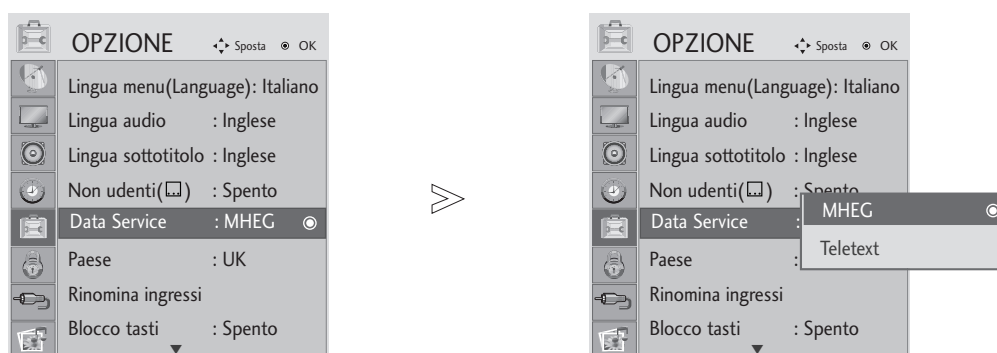 OPZIONE Sposta OK
Lingua menu(Language): Italiano
Lingua audio : Inglese
Lingua sottotitolo : Inglese
Non udenti( ) : Spento
Data Service : MHEG
Paese : UK
Rinomina ingressi
Blocco tasti : Spento
OPZIONE Sposta OK
Lingua menu(Language): Italiano
Lingua audio : Inglese
Lingua sottotitolo : Inglese
Non udenti( ) : Spento
Data Service :
MHEG
Teletext
Paese :
Rinomina ingressi
Blocco tasti : Spento